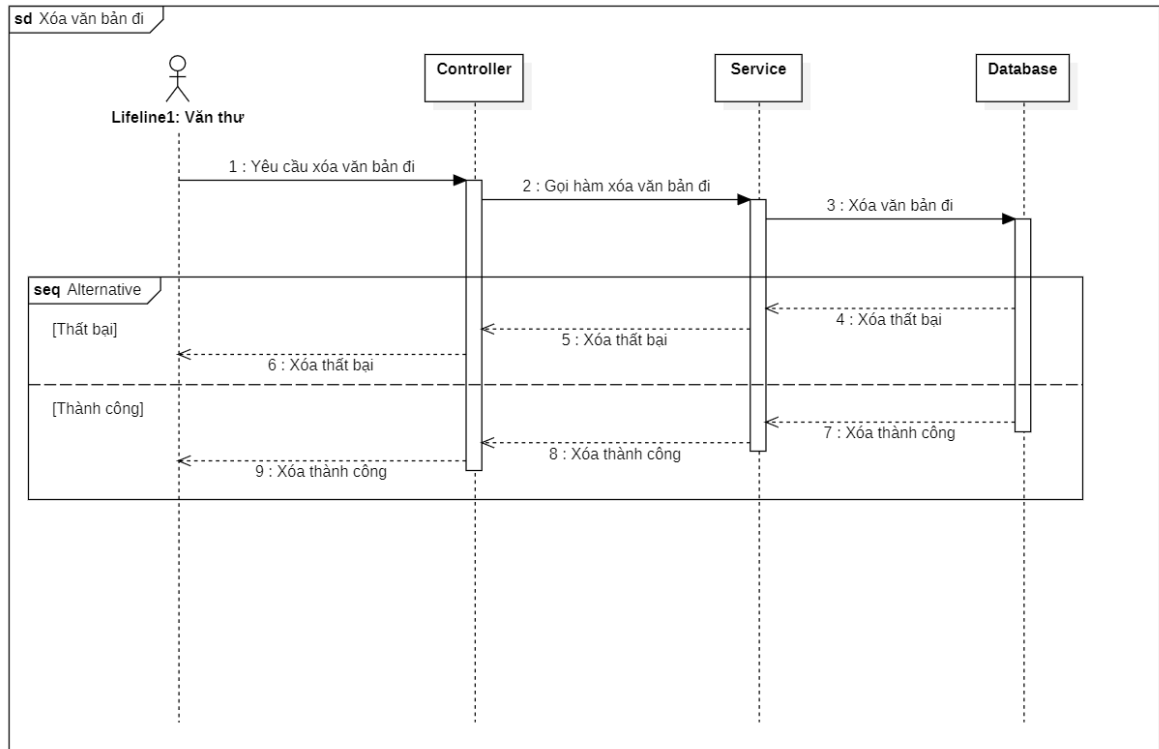 sd Xóa văn bản đi
Lifeline1: Văn thư
Controller
Service
Database
1 : Yêu cầu xóa văn bản đi
2 : Gọi hàm xóa văn bản đi
3 : Xóa văn bản đi
seq Alternative
[Thất bại]
4 : Xóa thất bại
5 : Xóa thất bại
6 : Xóa thất bại
[Thành công]
7 : Xóa thành công
8 : Xóa thành công
9 : Xóa thành công